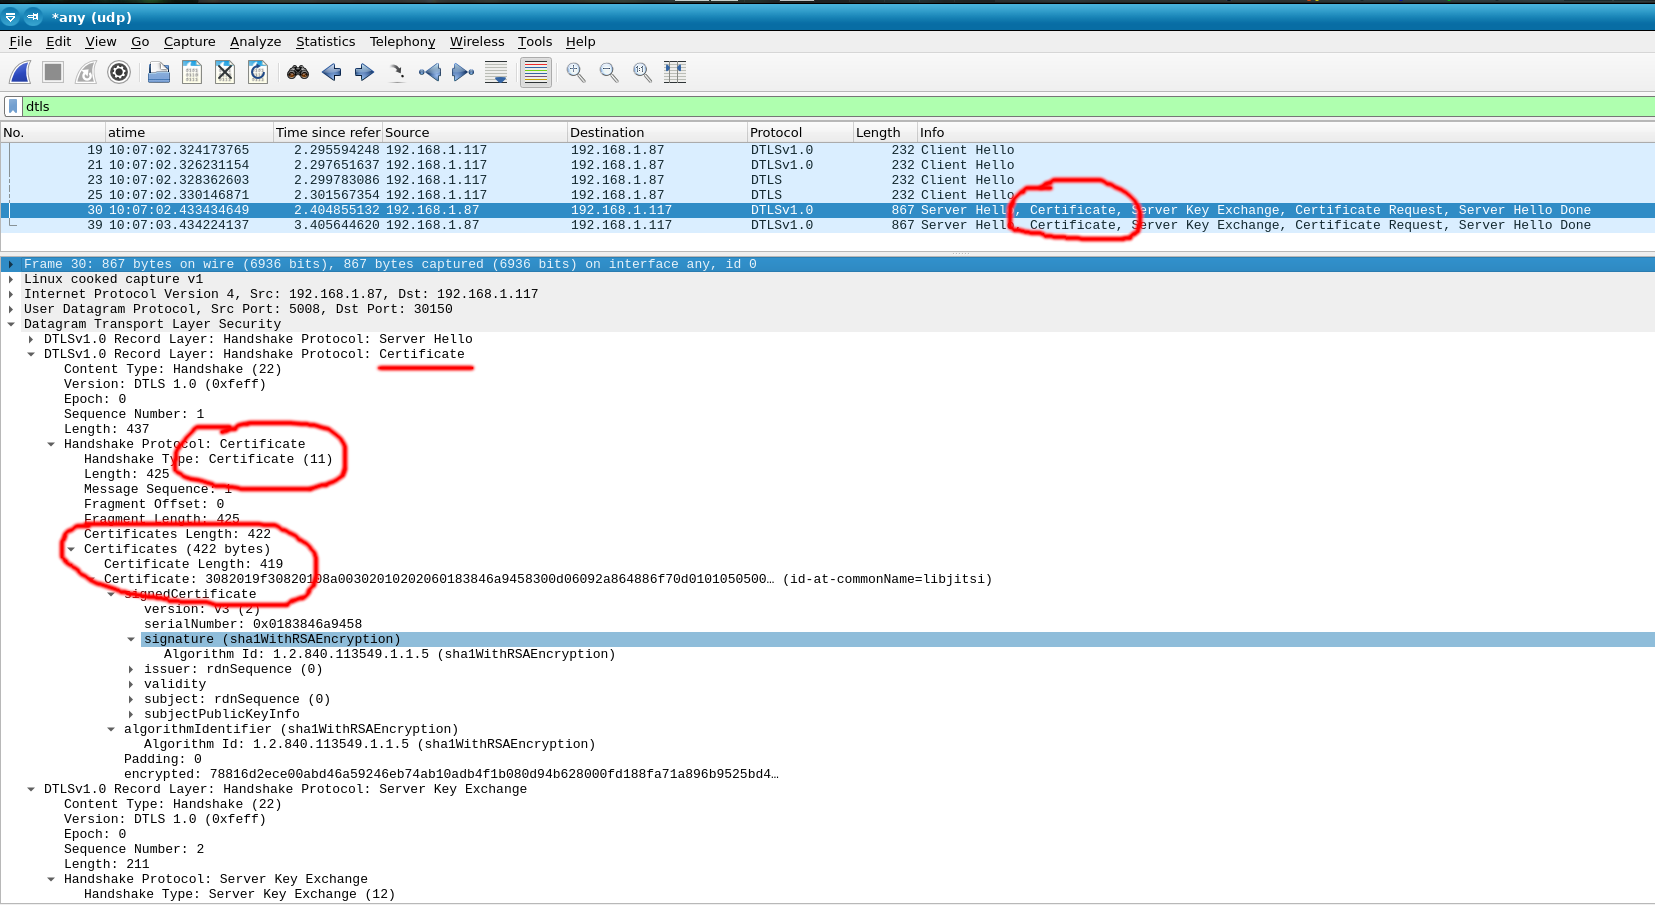 *any (udp)
File Edit View Go Capture Analyze Statistics Telephony Wireless Tools Help
dtls
No. atime Time since refer Source Destination Protocol Length Info
19 10:07:02.324173765 2.295594248 192.168.1.117 192.168.1.87 DTLSv1.0 232 Client Hello
21 10:07:02.326231154 2.297651637 192.168.1.117 192.168.1.87 DTLSv1.0 232 Client Hello
23 10:07:02.328362603 2.299783086 192.168.1.117 192.168.1.87 DTLS 232 Client Hello
25 10:07:02.330146871 2.301567354 192.168.1.117 192.168.1.87 DTLS 232 Client Hello
30 10:07:02.433434649 2.404855132 192.168.1.87 192.168.1.117 DTLSv1.0 867 Server Hello, Certificate, Server Key Exchange, Certificate Request, Server Hello Done
39 10:07:03.434224137 3.405644620 192.168.1.87 192.168.1.117 DTLSv1.0 867 Server Hello, Certificate, Server Key Exchange, Certificate Request, Server Hello Done
Frame 30: 867 bytes on wire (6936 bits), 867 bytes captured (6936 bits) on interface any, id 0
Linux cooked capture v1
Internet Protocol Version 4, Src: 192.168.1.87, Dst: 192.168.1.117
User Datagram Protocol, Src Port: 5008, Dst Port: 30150
Datagram Transport Layer Security
DTLSv1.0 Record Layer: Handshake Protocol: Server Hello
DTLSv1.0 Record Layer: Handshake Protocol: Certificate
Content Type: Handshake (22)
Version: DTLS 1.0 (0xfeff)
Epoch: 0
Sequence Number: 1
Length: 437
Handshake Protocol: Certificate
Handshake Type: Certificate (11)
Length: 425
Message Sequence: 1
Fragment Offset: 0
Fragment Length: 425
Certificates Length: 422
Certificates (422 bytes)
Certificate Length: 419
Certificate: 3082019f30820108a00302010202060183846a9458300d06092a864886f70d0101050500… (id-at-commonName=libjitsi)
signedCertificate
version: v3 (2)
serialNumber: 0x0183846a9458
signature (sha1WithRSAEncryption)
Algorithm Id: 1.2.840.113549.1.1.5 (sha1WithRSAEncryption)
issuer: rdnSequence (0)
validity
subject: rdnSequence (0)
subjectPublicKeyInfo
algorithmIdentifier (sha1WithRSAEncryption)
Algorithm Id: 1.2.840.113549.1.1.5 (sha1WithRSAEncryption)
Padding: 0
encrypted: 78816d2ece00abd46a59246eb74ab10adb4f1b080d94b628000fd188fa71a896b9525bd4…
DTLSv1.0 Record Layer: Handshake Protocol: Server Key Exchange
Content Type: Handshake (22)
Version: DTLS 1.0 (0xfeff)
Epoch: 0
Sequence Number: 2
Length: 211
Handshake Protocol: Server Key Exchange
Handshake Type: Server Key Exchange (12)